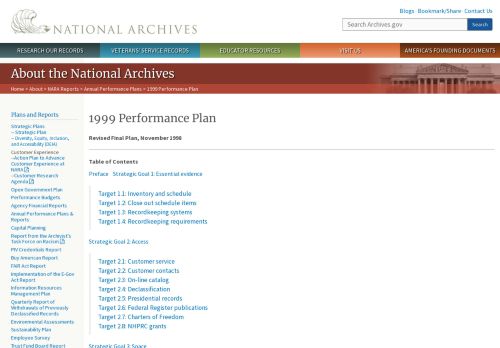 Blogs · Bookmark/Share · Contact Us
NATIONAL ARCHIVES
Search Archives.gov
Search
RESEARCH OUR RECORDS
VETERANS' SERVICE RECORDS
EDUCATOR RESOURCES
VISIT US
AMERICA'S FOUNDING DOCUMENTS
About the National Archives
Home > About > NARA Reports > Annual Performance Plans > 1999 Performance Plan
Plans and Reports
Strategic Plans
– Strategic Plan
– Diversity, Equity, Inclusion,
and Accessibility (DEIA)
Customer Experience
–Action Plan to Advance
Customer Experience at
NARA
–Customer Research
Agenda
Open Government Plan
Performance Budgets
Agency Financial Reports
Annual Performance Plans &
Reports
Capital Planning
Report from the Archivist's
Task Force on Racism
PIV Credentials Report
Buy American Report
FAIR Act Report
Implementation of the E-Gov
Act Report
Information Resources
Management Plan
Quarterly Report of
Withdrawals of Previously
Declassified Records
Environmental Assessments
Sustainability Plan
Employee Survey
Trust Fund Board Report
1999 Performance Plan
Revised Final Plan, November 1998
Table of Contents
Preface Strategic Goal 1: Essential evidence
Target 1.1: Inventory and schedule
Target 1.2: Close out schedule items
Target 1.3: Recordkeeping systems
Target 1.4: Recordkeeping requirements
Strategic Goal 2: Access
Target 2.1: Customer service
Target 2.2: Customer contacts
Target 2.3: On-line catalog
Target 2.4: Declassification
Target 2.5: Presidential records
Target 2.6: Federal Register publications
Target 2.7: Charters of Freedom
Target 2.8: NHPRC grants
Strategic Goal 3: Space